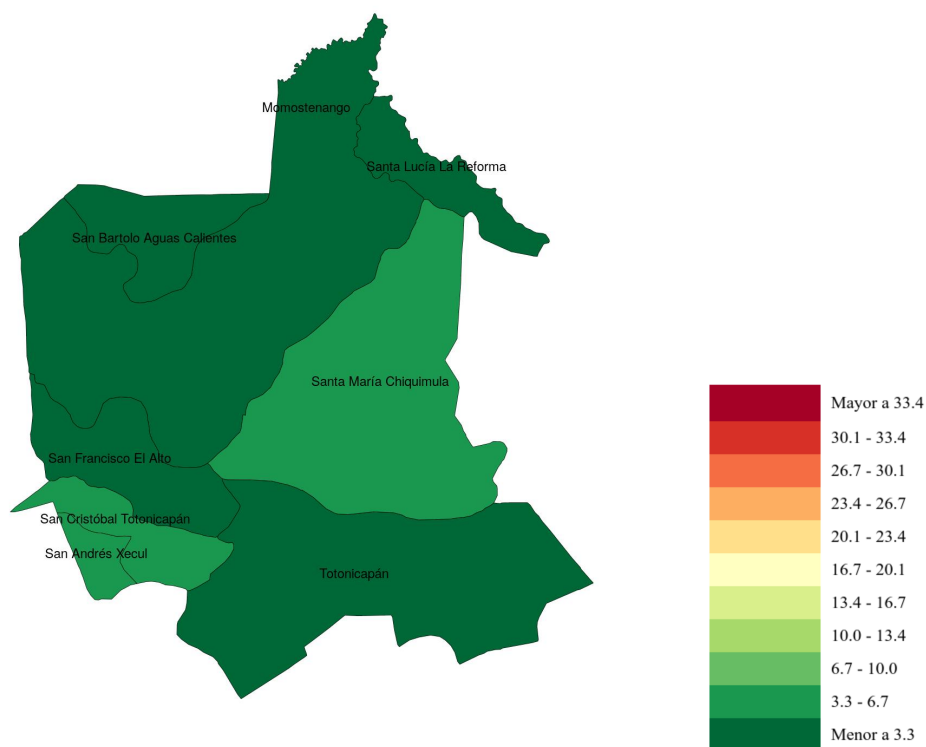 Momostenango
Santa Lucía La Reforma
San Bartolo Aguas Calientes
Santa María Chiquimula
San Francisco El Alto
San Cristóbal Totonicapán
San Andrés Xecul
Totonicapán
Mayor a 33.4
30.1 - 33.4
26.7 - 30.1
23.4 - 26.7
20.1 - 23.4
16.7 - 20.1
13.4 - 16.7
10.0 - 13.4
6.7 - 10.0
3.3 - 6.7
Menor a 3.3